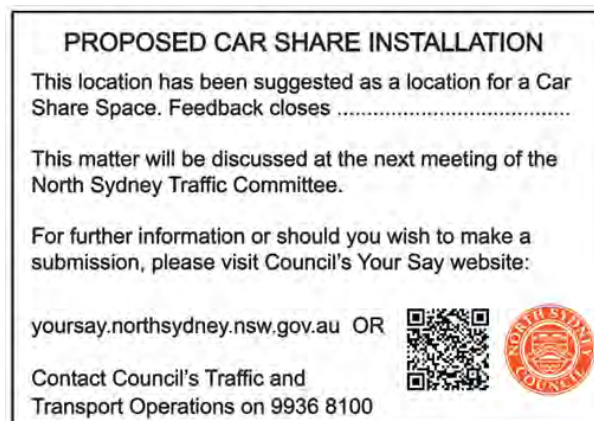 PROPOSED CAR SHARE INSTALLATION
This location has been suggested as a location for a Car
Share Space. Feedback closes ..........................................
This matter will be discussed at the next meeting of the
North Sydney Traffic Committee.
For further information or should you wish to make a
submission, please visit Council's Your Say website:
yoursay.northsydney.nsw.gov.au OR
Contact Council's Traffic and
Transport Operations on 9936 8100
NORTH SYDNEY
COUNCIL